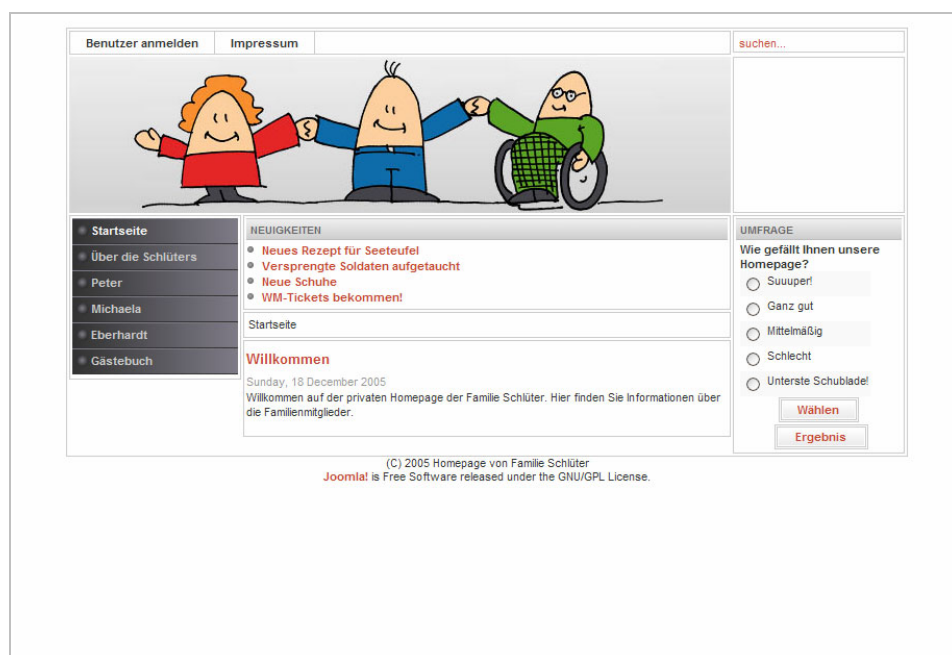 Benutzer anmelden Impressum
suchen...
Startseite
Über die Schlüters
Peter
Michaela
Eberhardt
Gästebuch
NEUIGKEITEN
Neues Rezept für Seeteufel
Versprengte Soldaten aufgetaucht
Neue Schuhe
WM-Tickets bekommen!
Startseite
Willkommen
Sunday, 18 December 2005
Willkommen auf der privaten Homepage der Familie Schlüter. Hier finden Sie Informationen über
die Familienmitglieder.
UMFRAGE
Wie gefällt Ihnen unsere
Homepage?
Suuuper!
Ganz gut
Mittelmäßig
Schlecht
Unterste Schublade!
Wählen
Ergebnis
(C) 2005 Homepage von Familie Schlüter
Joomla! is Free Software released under the GNU/GPL License.